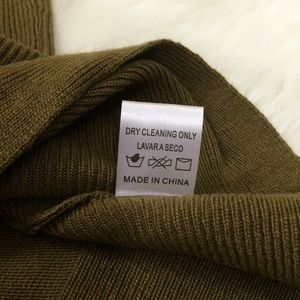 DRY CLEANING ONLY
LAVAR A SECO
MADE IN CHINA